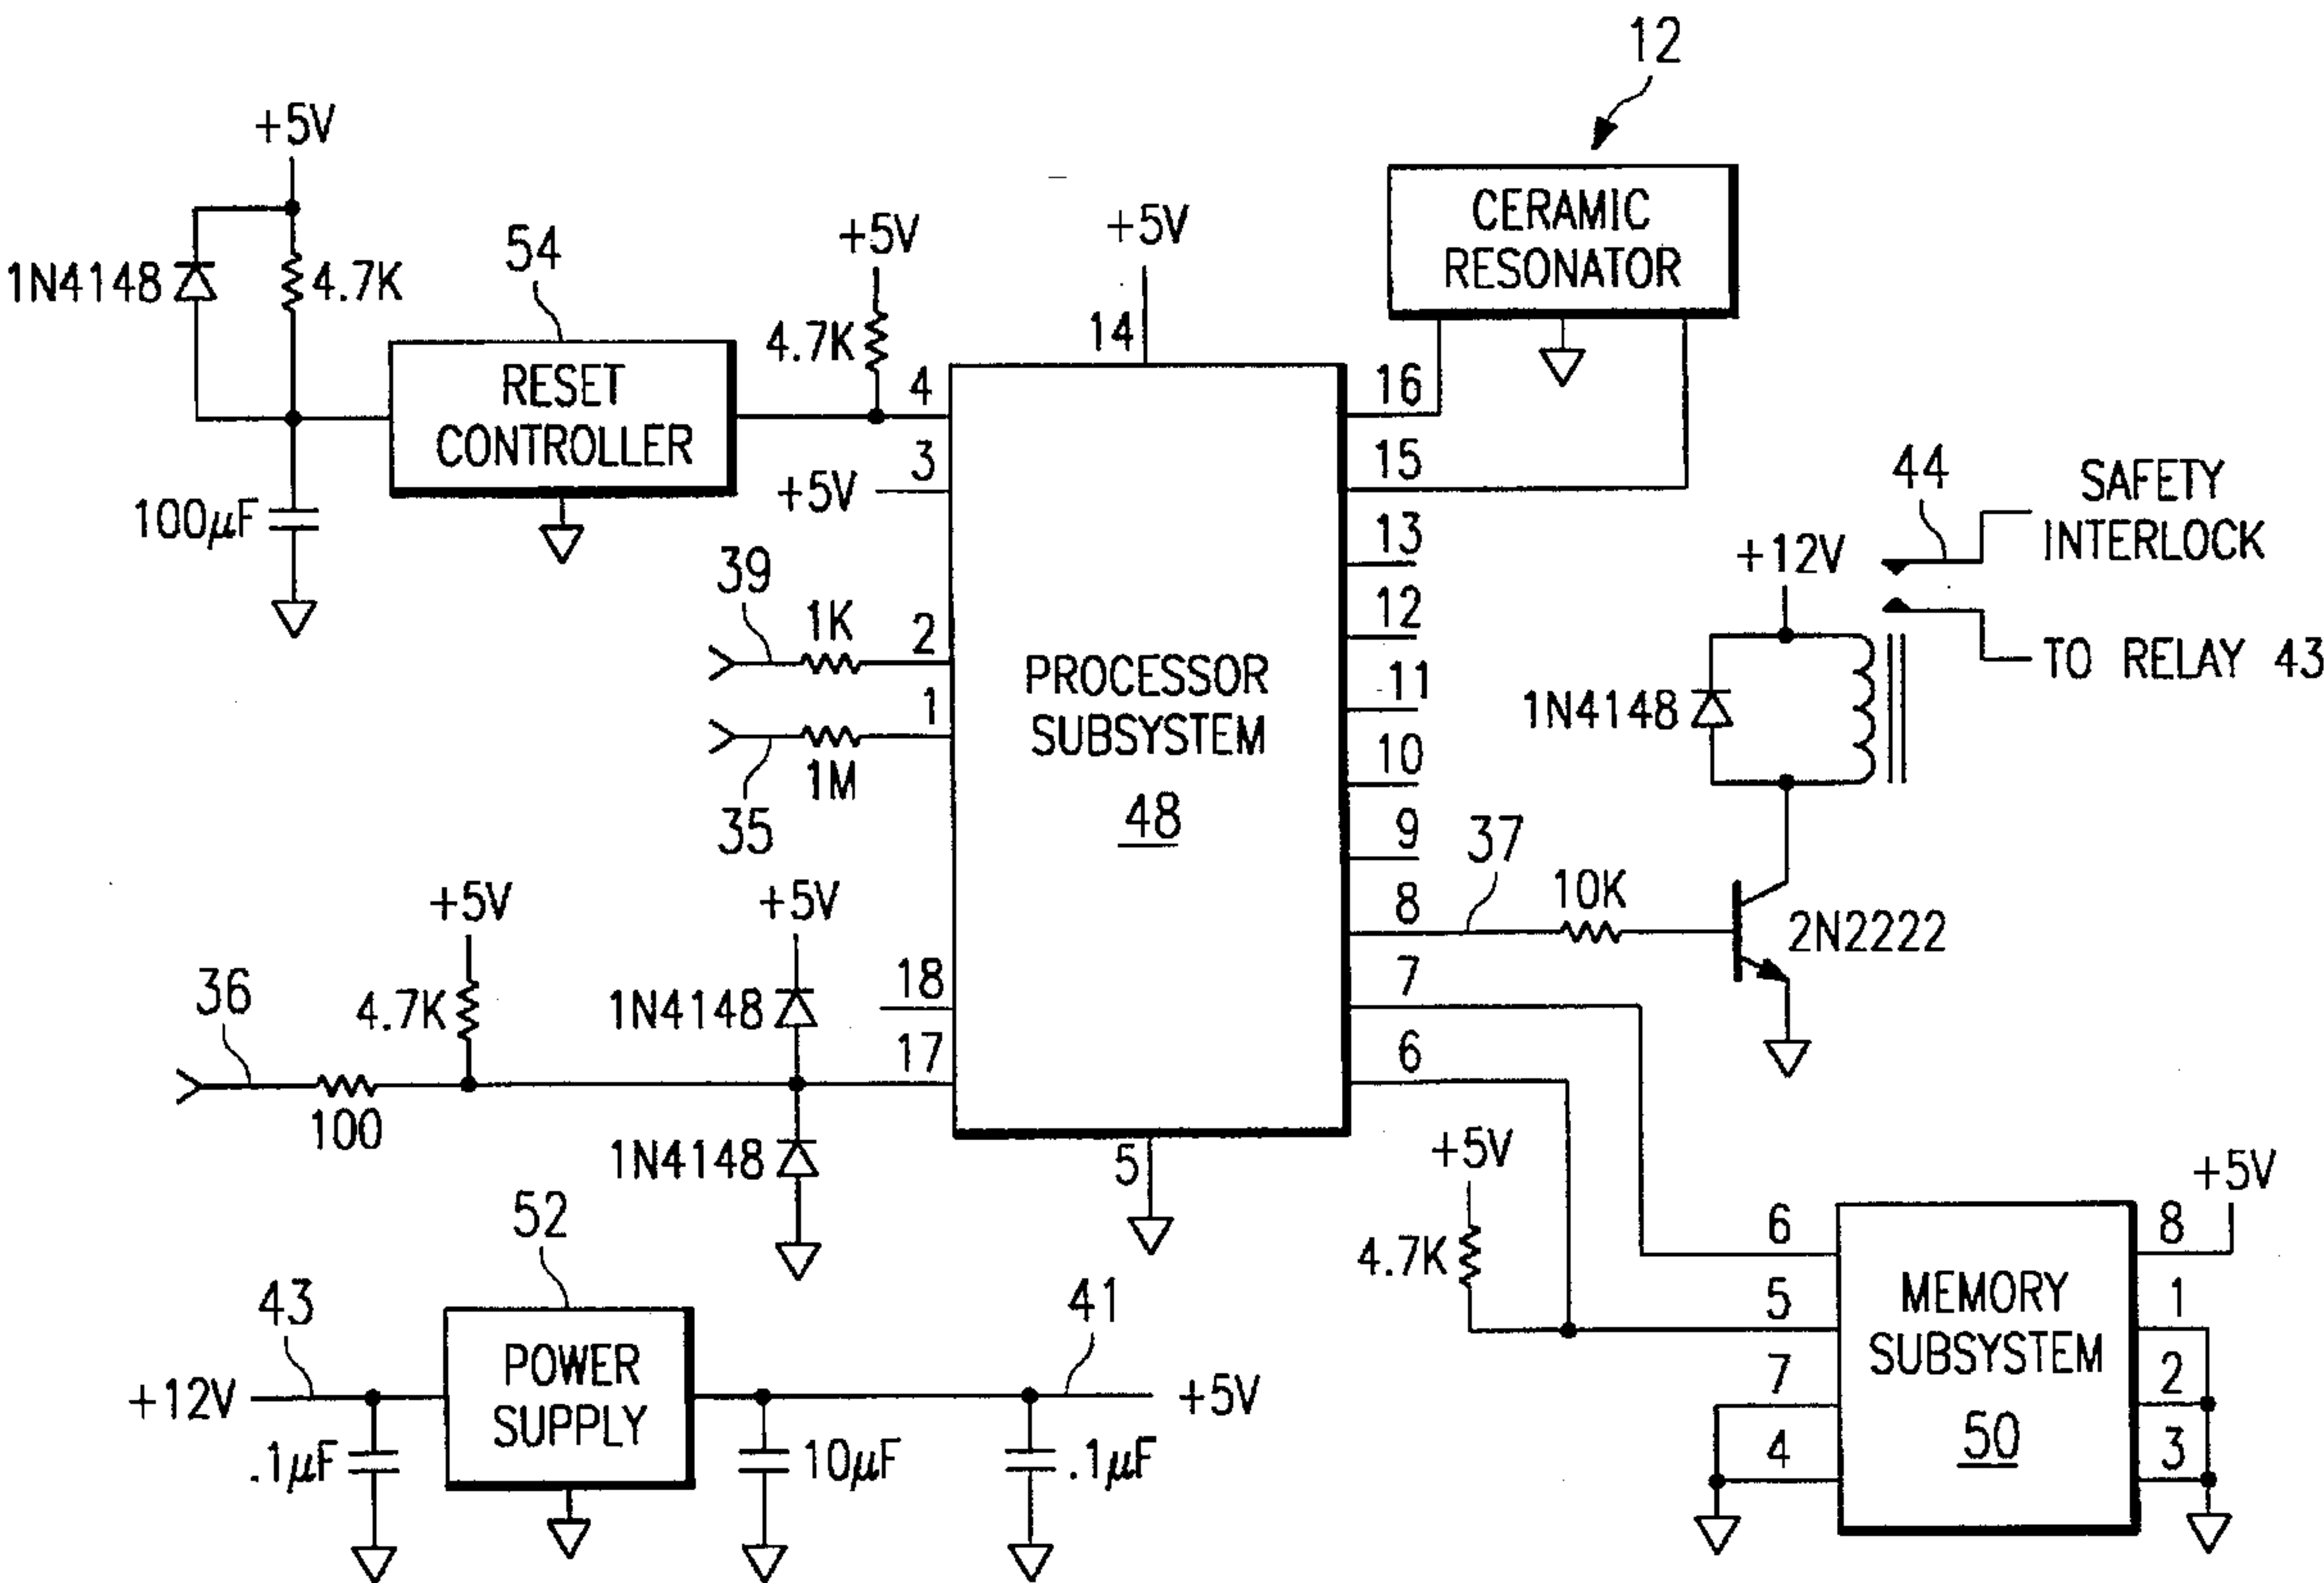 12
+5V
1N4148
4.7K
54
RESET
CONTROLLER
100µF
+5V
4.7K
4
3
+5V
+5V
14
CERAMIC
RESONATOR
16
15
13
12
11
10
9
8
7
6
39
1K
2
1
1M
35
PROCESSOR
SUBSYSTEM
48
44
SAFETY
INTERLOCK
+12V
TO RELAY 43
1N4148
37
10K
2N2222
+5V
4.7K
36
100
+5V
1N4148
18
17
1N4148
5
52
43
+12V
.1µF
POWER
SUPPLY
10µF
41
+5V
.1µF
+5V
4.7K
6
5
7
4
MEMORY
SUBSYSTEM
50
+5V
8
1
2
3